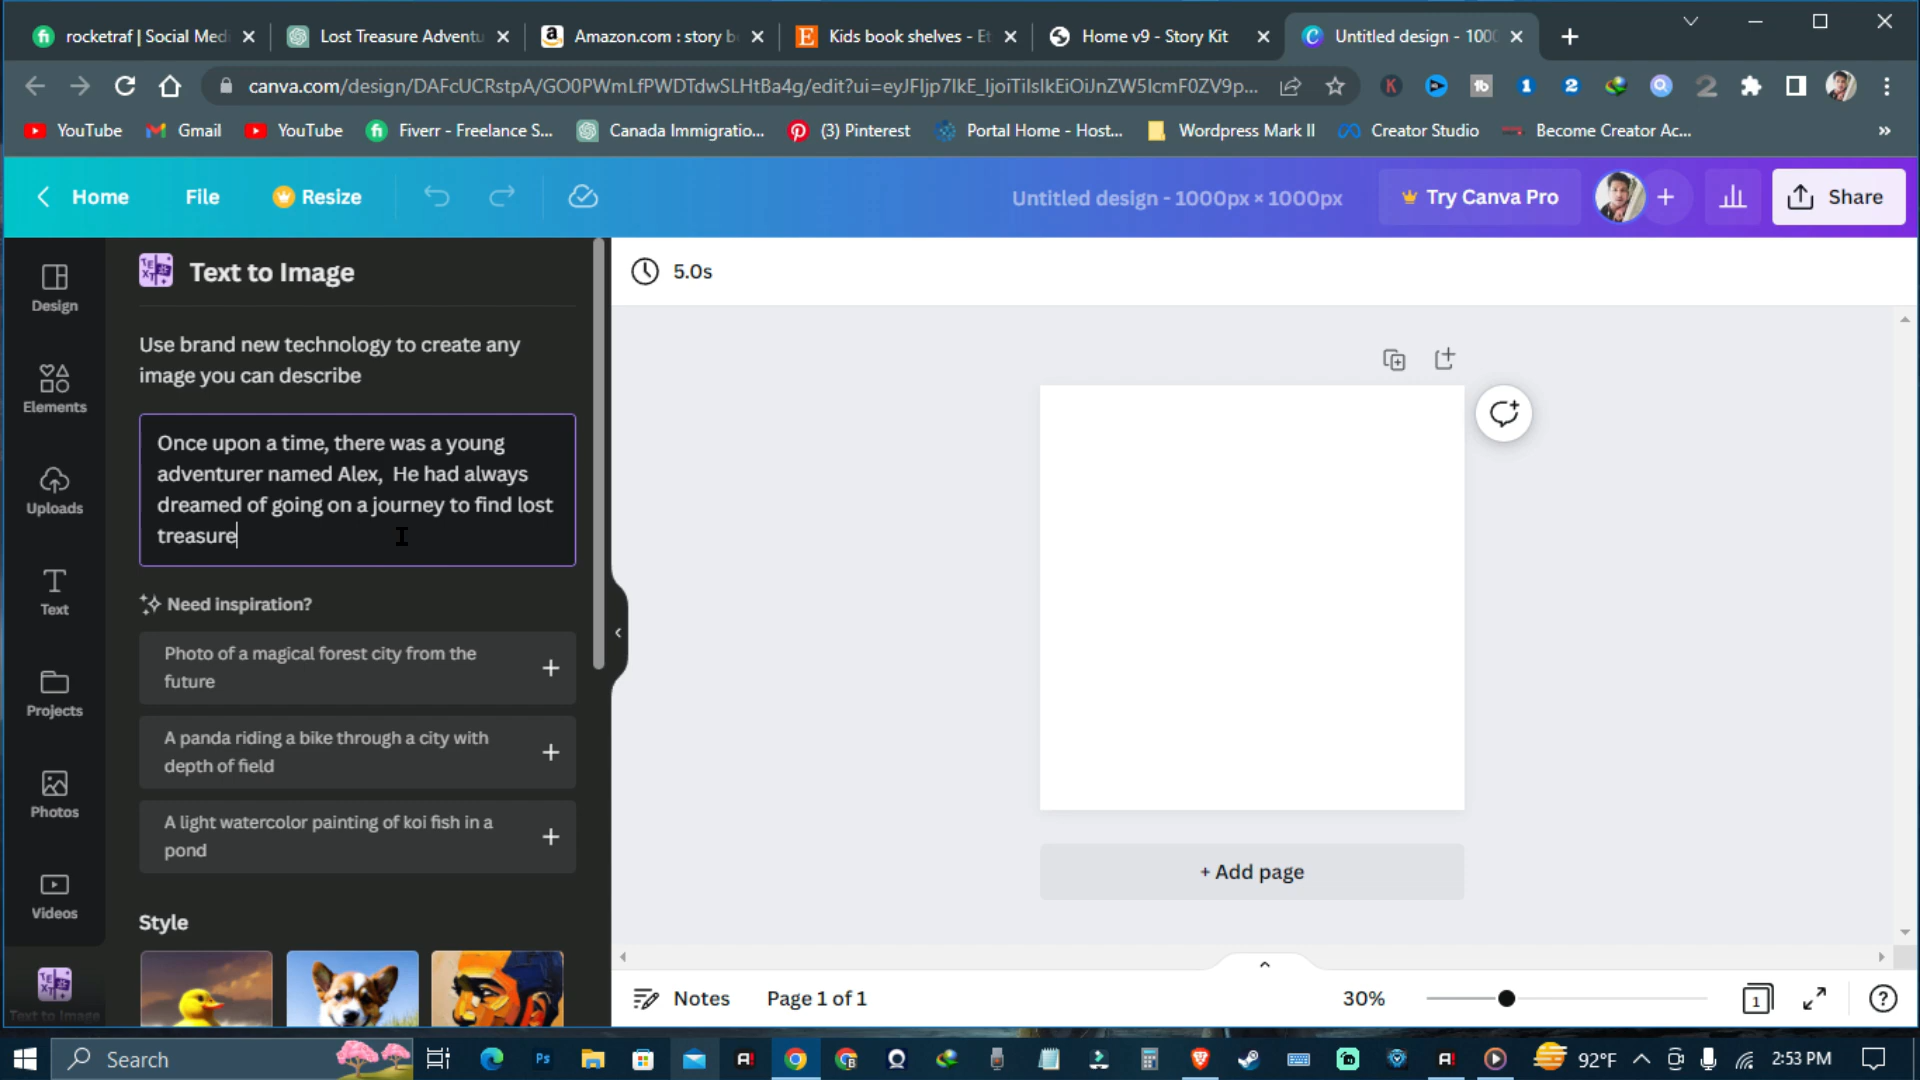 rocketraf | Social Medi
Lost Treasure Adventu
Amazon.com : story b
Kids book shelves - Et
Home v9 - Story Kit
Untitled design - 100
canva.com/design/DAFcUCRstpA/GO0PWmLfPWDTdwSLHtBa4g/edit?ui=eyJFIjp7IkE_IjoiTiIsIkEiOiJnZW5lcmF0ZV9p...
YouTube
Gmail
YouTube
Fiverr - Freelance S...
Canada Immigratio...
(3) Pinterest
Portal Home - Host...
Wordpress Mark II
Creator Studio
Become Creator Ac...
Home
File
Resize
Untitled design - 1000px × 1000px
Try Canva Pro
Share
Design
Elements
Uploads
Text
Projects
Photos
Videos
Text to Image
Text to Image
Use brand new technology to create any
image you can describe
Once upon a time, there was a young
adventurer named Alex,  He had always
dreamed of going on a journey to find lost
treasure
Need inspiration?
Photo of a magical forest city from the
future
A panda riding a bike through a city with
depth of field
A light watercolor painting of koi fish in a
pond
Style
5.0s
+ Add page
Notes
Page 1 of 1
30%
1
Search
92°F
2:53 PM